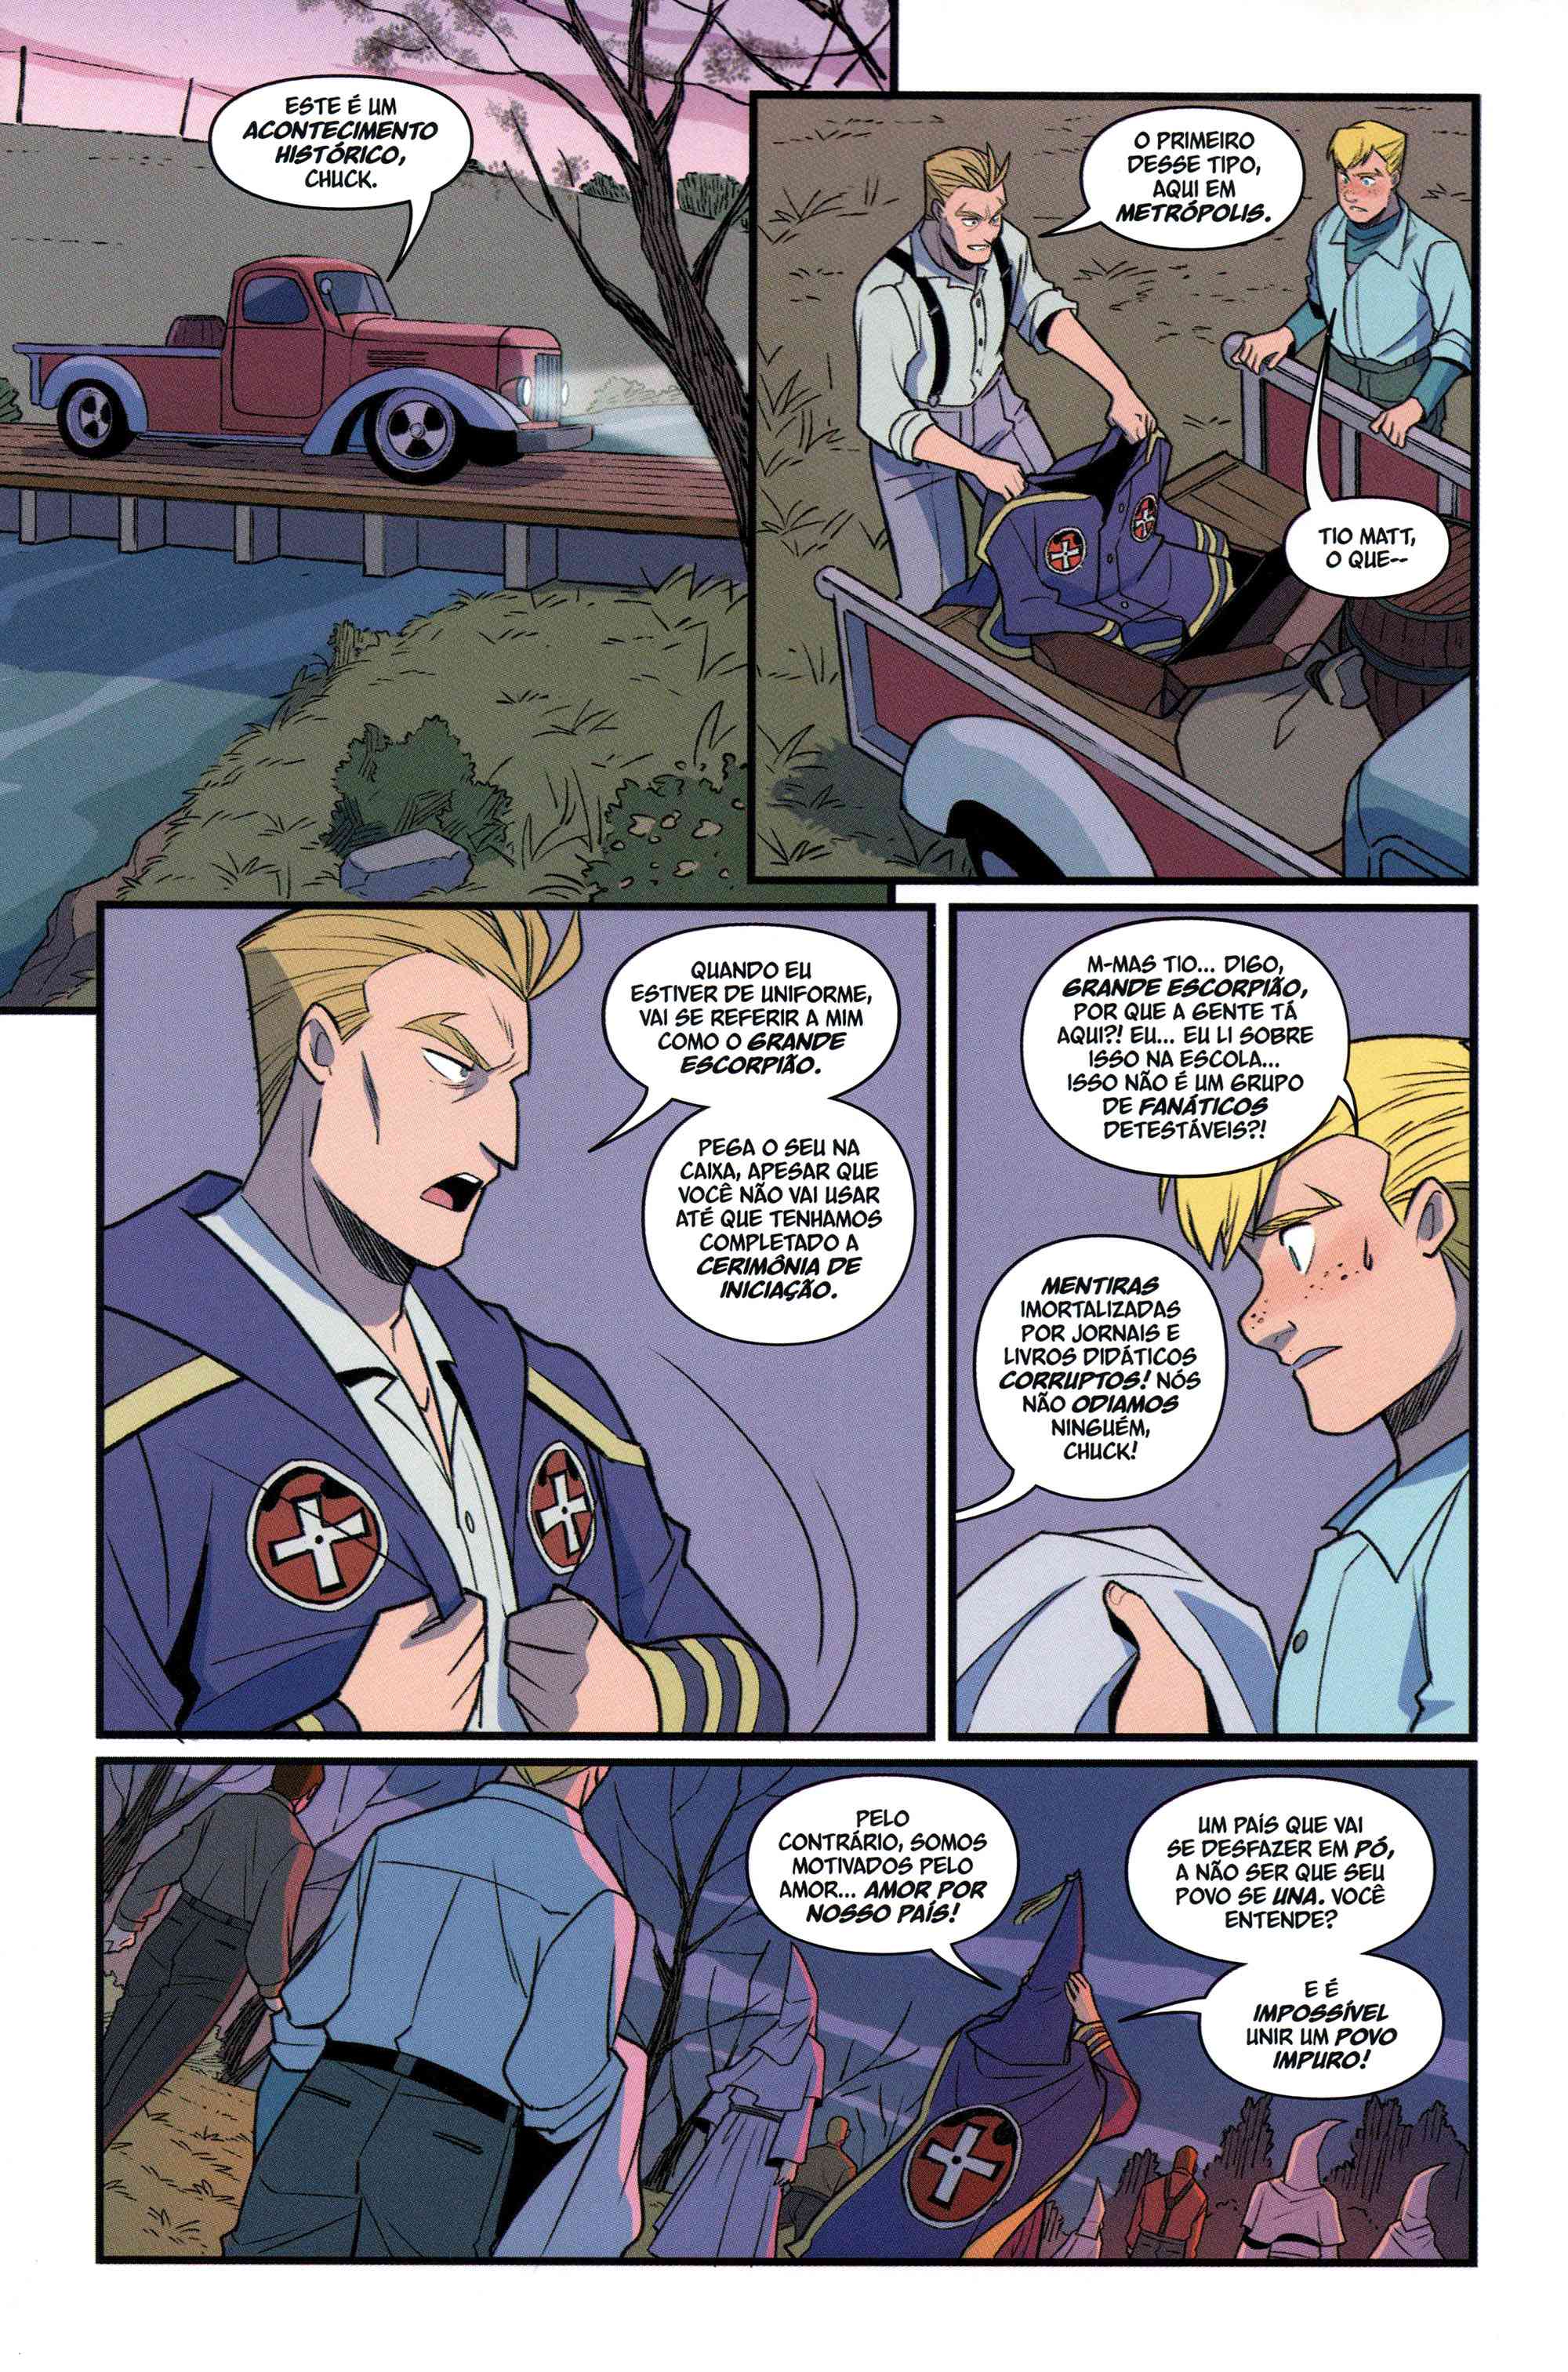 ESTE É UM
ACONTECIMENTO
HISTÓRICO,
CHUCK.
O PRIMEIRO
DESSE TIPO,
AQUI EM
METRÓPOLIS.
TIO MATT,
O QUE--
QUANDO EU
ESTIVER DE UNIFORME,
VAI SE REFERIR A MIM
COMO O GRANDE
ESCORPIÃO.
PEGA O SEU NA
CAIXA, APESAR QUE
VOCÊ NÃO VAI USAR
ATÉ QUE TENHAMOS
COMPLETADO A
CERIMÔNIA DE
INICIAÇÃO.
M-MAS TIO... DIGO,
GRANDE ESCORPIÃO,
POR QUE A GENTE TÁ
AQUI?! EU... EU LI SOBRE
ISSO NA ESCOLA...
ISSO NÃO É UM GRUPO
DE FANÁTICOS
DETESTÁVEIS?!
MENTIRAS
IMORTALIZADAS
POR JORNAIS E
LIVROS DIDÁTICOS
CORRUPTOS! NÓS
NÃO ODIAMOS
NINGUÉM,
CHUCK!
PELO
CONTRÁRIO, SOMOS
MOTIVADOS PELO
AMOR... AMOR POR
NOSSO PAÍS!
UM PAÍS QUE VAI
SE DESFAZER EM PÓ,
A NÃO SER QUE SEU
POVO SE UNA. VOCÊ
ENTENDE?
E É
IMPOSSÍVEL
UNIR UM POVO
IMPURO!